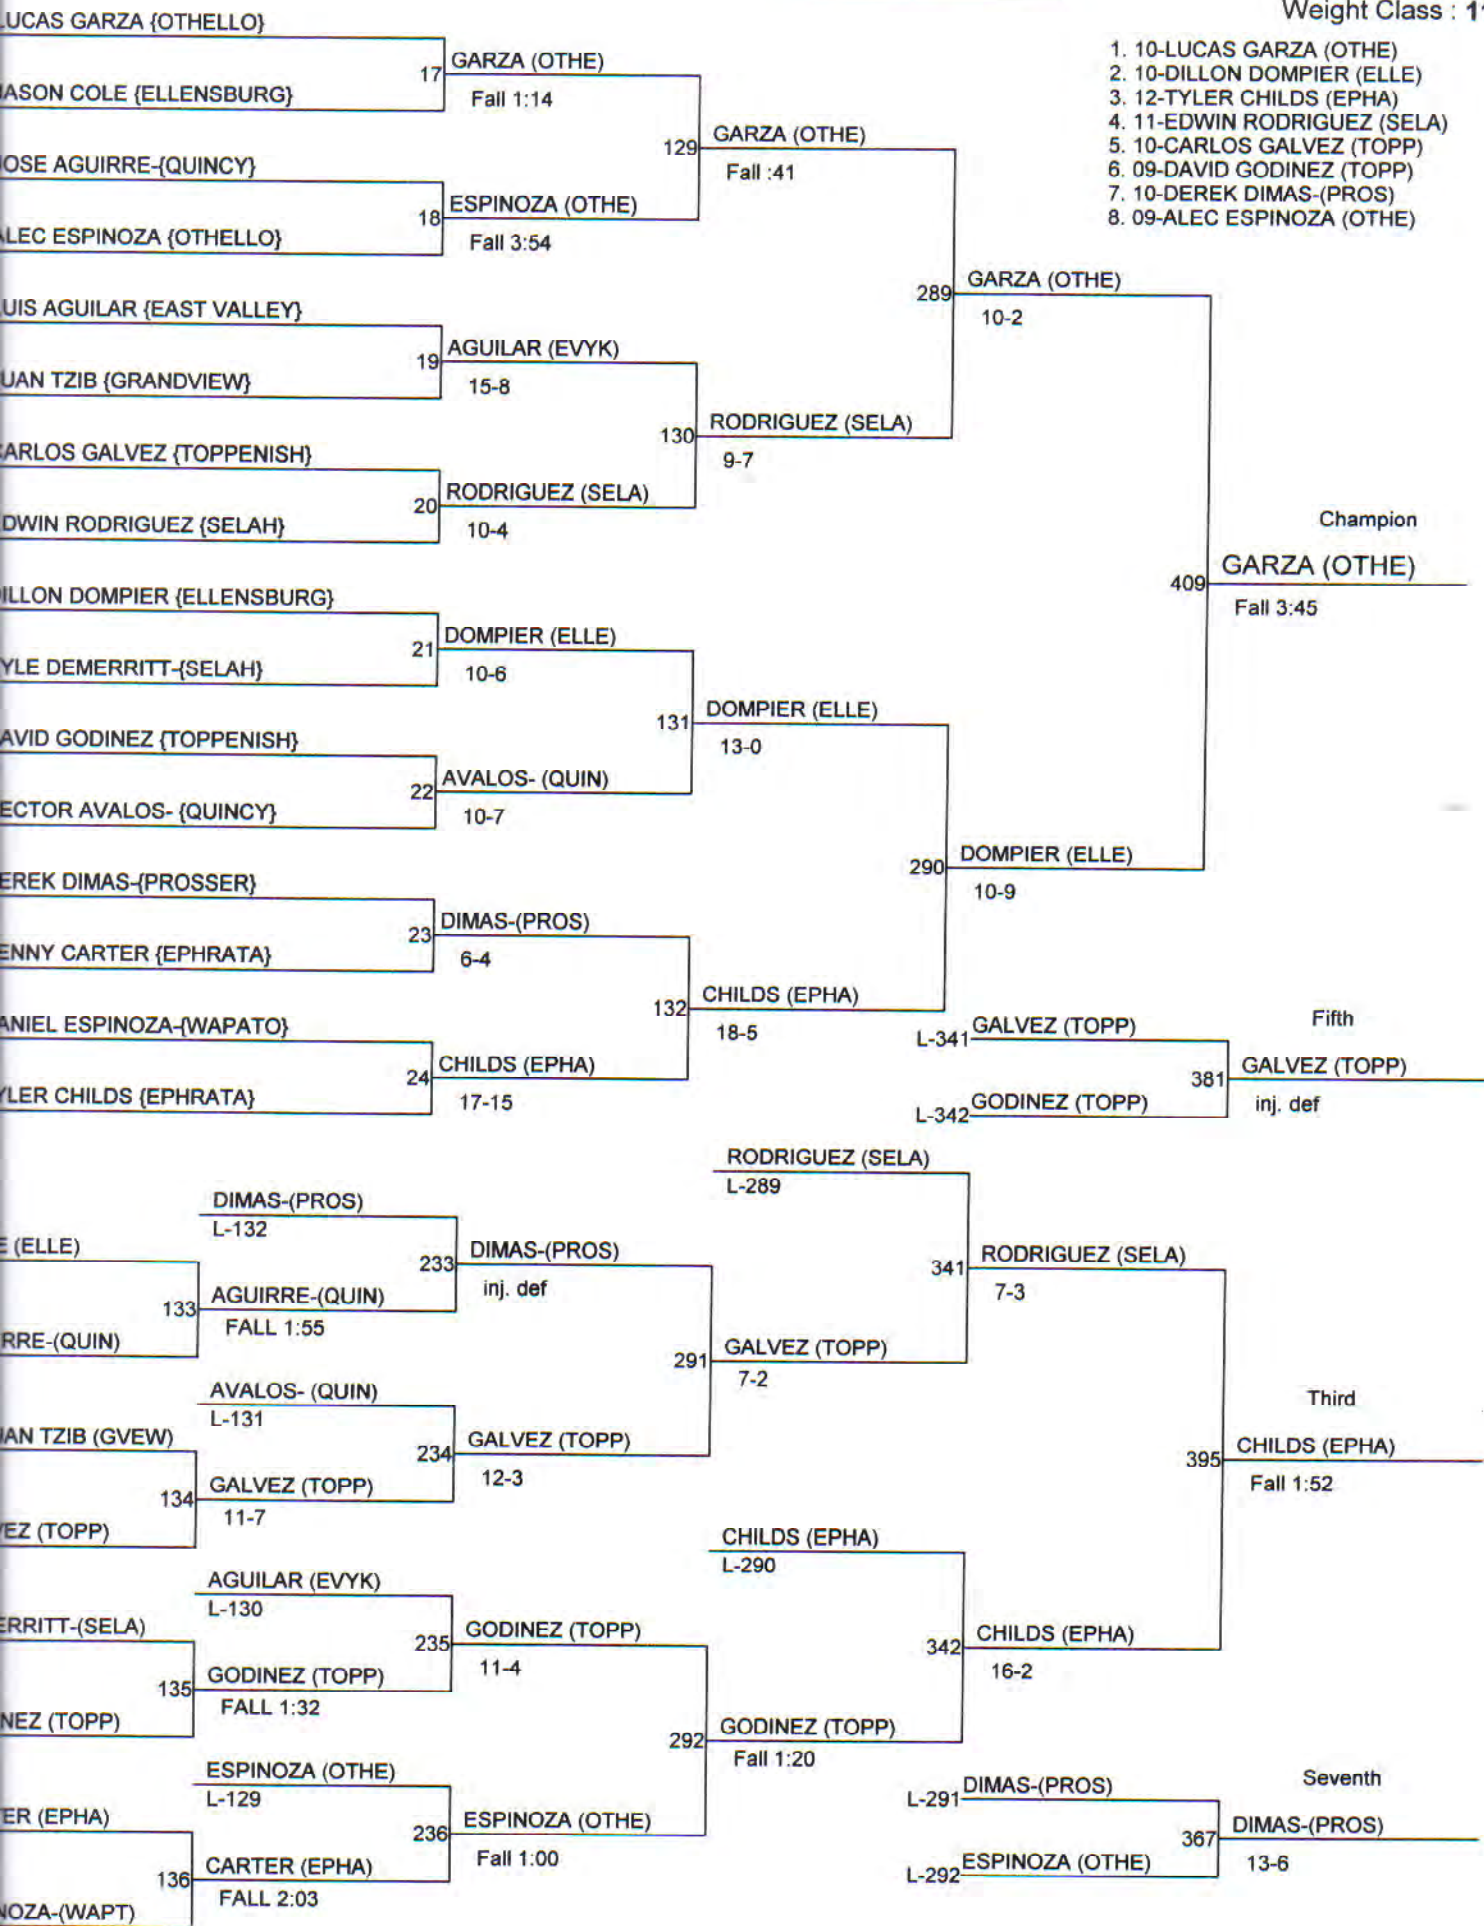 Weight Class : 1
1. 10-LUCAS GARZA (OTHE)
2. 10-DILLON DOMPIER (ELLE)
3. 12-TYLER CHILDS (EPHA)
4. 11-EDWIN RODRIGUEZ (SELA)
5. 10-CARLOS GALVEZ (TOPP)
6. 09-DAVID GODINEZ (TOPP)
7. 10-DEREK DIMAS-(PROS)
8. 09-ALEC ESPINOZA (OTHE)
LUCAS GARZA {OTHELLO}
17 GARZA (OTHE)
Fall 1:14
JASON COLE {ELLENSBURG}
129 GARZA (OTHE)
Fall :41
OSE AGUIRRE-{QUINCY}
18 ESPINOZA (OTHE)
Fall 3:54
ALEC ESPINOZA {OTHELLO}
289 GARZA (OTHE)
10-2
UIS AGUILAR {EAST VALLEY}
19 AGUILAR (EVYK)
15-8
UAN TZIB {GRANDVIEW}
130 RODRIGUEZ (SELA)
9-7
CARLOS GALVEZ {TOPPENISH}
20 RODRIGUEZ (SELA)
10-4
DWIN RODRIGUEZ {SELAH}
Champion
409 GARZA (OTHE)
Fall 3:45
ILLON DOMPIER {ELLENSBURG}
21 DOMPIER (ELLE)
10-6
YLE DEMERRITT-{SELAH}
131 DOMPIER (ELLE)
13-0
AVID GODINEZ {TOPPENISH}
22 AVALOS- (QUIN)
10-7
ECTOR AVALOS- {QUINCY}
290 DOMPIER (ELLE)
10-9
EREK DIMAS-{PROSSER}
23 DIMAS-(PROS)
6-4
ENNY CARTER {EPHRATA}
132 CHILDS (EPHA)
18-5
ANIEL ESPINOZA-{WAPATO}
24 CHILDS (EPHA)
17-15
YLER CHILDS {EPHRATA}
Fifth
L-341 GALVEZ (TOPP)
381 GALVEZ (TOPP)
inj. def
L-342 GODINEZ (TOPP)
RODRIGUEZ (SELA)
L-289
DIMAS-(PROS)
L-132
E (ELLE)
233 DIMAS-(PROS)
inj. def
341 RODRIGUEZ (SELA)
7-3
133 AGUIRRE-(QUIN)
FALL 1:55
RRE-(QUIN)
291 GALVEZ (TOPP)
7-2
AVALOS- (QUIN)
L-131
Third
UAN TZIB (GVEW)
234 GALVEZ (TOPP)
12-3
395 CHILDS (EPHA)
Fall 1:52
134 GALVEZ (TOPP)
11-7
VEZ (TOPP)
CHILDS (EPHA)
L-290
AGUILAR (EVYK)
L-130
ERRITT-(SELA)
235 GODINEZ (TOPP)
11-4
342 CHILDS (EPHA)
16-2
135 GODINEZ (TOPP)
FALL 1:32
NEZ (TOPP)
292 GODINEZ (TOPP)
Fall 1:20
ESPINOZA (OTHE)
L-129
Seventh
L-291 DIMAS-(PROS)
TER (EPHA)
236 ESPINOZA (OTHE)
Fall 1:00
367 DIMAS-(PROS)
13-6
136 CARTER (EPHA)
FALL 2:03
L-292 ESPINOZA (OTHE)
NOZA-(WAPT)